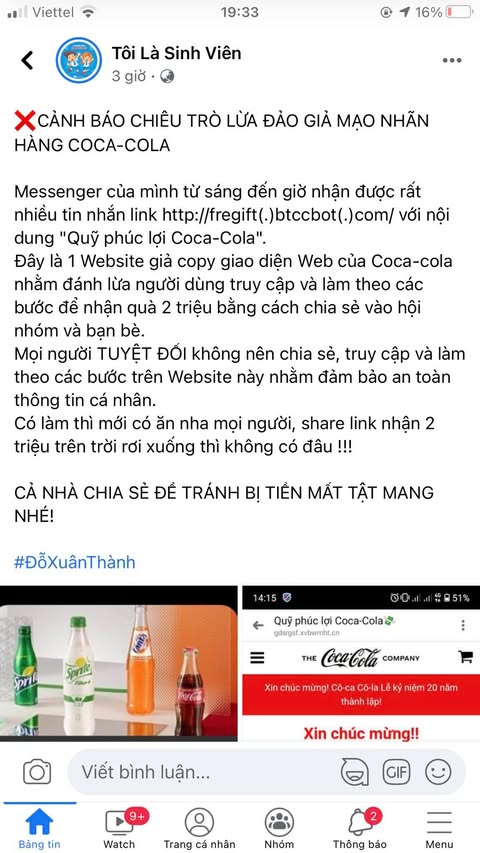 Viettel 19:33 16%
Tôi Là Sinh Viên
3 giờ ·
❌CẢNH BÁO CHIÊU TRÒ LỪA ĐẢO GIẢ MẠO NHÃN
HÀNG COCA-COLA
Messenger của mình từ sáng đến giờ nhận được rất
nhiều tin nhắn link http://fregift(.)btccbot(.)com/ với nội
dung "Quỹ phúc lợi Coca-Cola".
Đây là 1 Website giả copy giao diện Web của Coca-cola
nhằm đánh lừa người dùng truy cập và làm theo các
bước để nhận quà 2 triệu bằng cách chia sẻ vào hội
nhóm và bạn bè.
Mọi người TUYỆT ĐỐI không nên chia sẻ, truy cập và làm
theo các bước trên Website này nhằm đảm bảo an toàn
thông tin cá nhân.
Có làm thì mới có ăn nha mọi người, share link nhận 2
triệu trên trời rơi xuống thì không có đâu !!!
CẢ NHÀ CHIA SẺ ĐỂ TRÁNH BỊ TIỀN MẤT TẬT MANG
NHÉ!
#ĐỗXuânThành
Sprite
Sprite
Fanta
Coca-Cola
14:15 51%
Quỹ phúc lợi Coca-Cola💸
gdsrgsf.xvbwmht.cn
THE Coca-Cola COMPANY
Xin chúc mừng! Cô-ca Cô-la Lễ kỷ niệm 20 năm
thành lập!
Xin chúc mừng!!
Viết bình luận...
GIF
9+
2
Bảng tin
Watch
Trang cá nhân
Nhóm
Thông báo
Menu